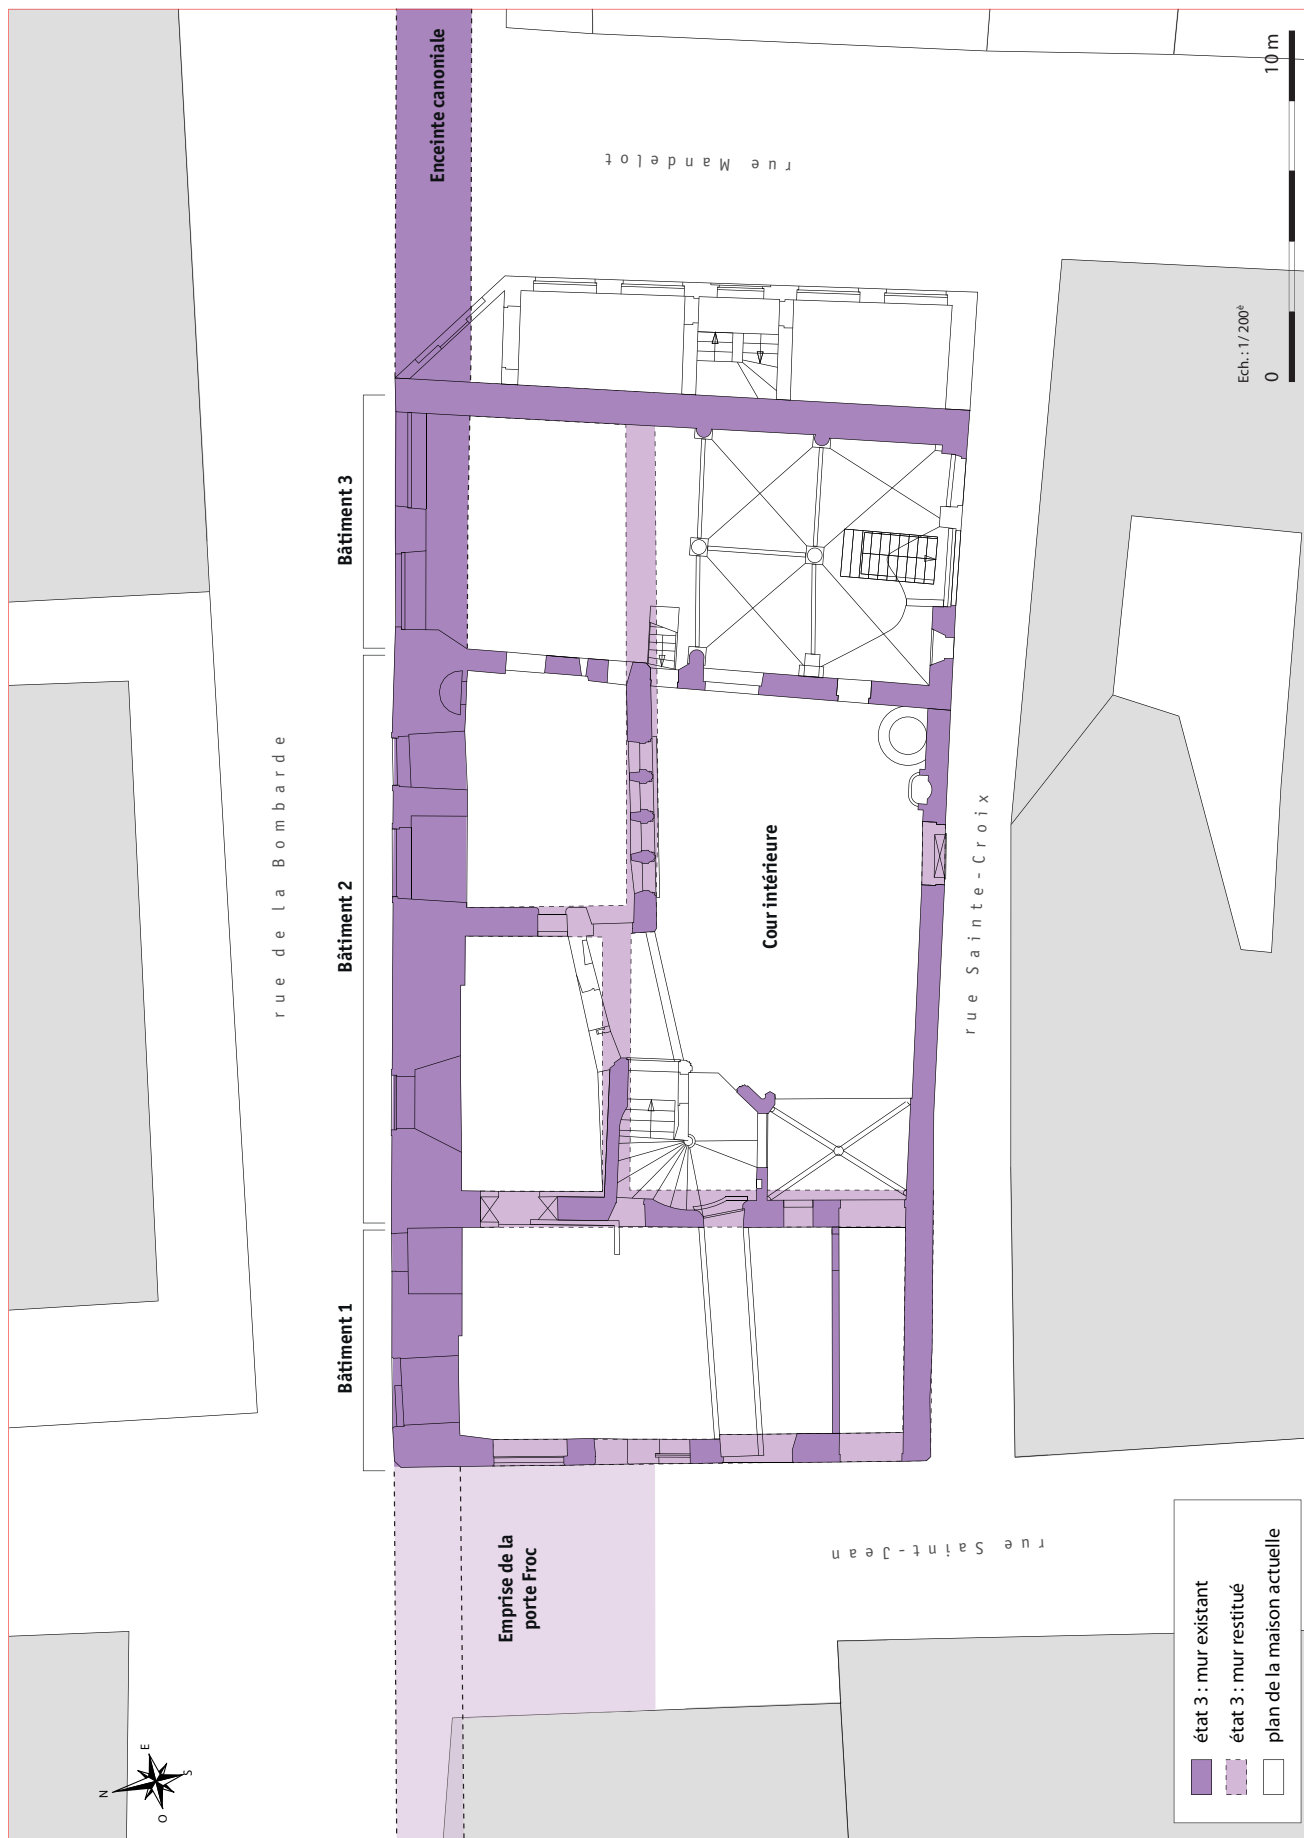 Enceinte canoniale
rue Mandelot
10 m
Ech. : 1/ 200è
0
Bâtiment 3
rue de la Bombarde
Bâtiment 2
Cour intérieure
rue Sainte-Croix
Bâtiment 1
Emprise de la
porte Froc
rue Saint-Jean
N
E
S
O
état 3 : mur existant
état 3 : mur restitué
plan de la maison actuelle